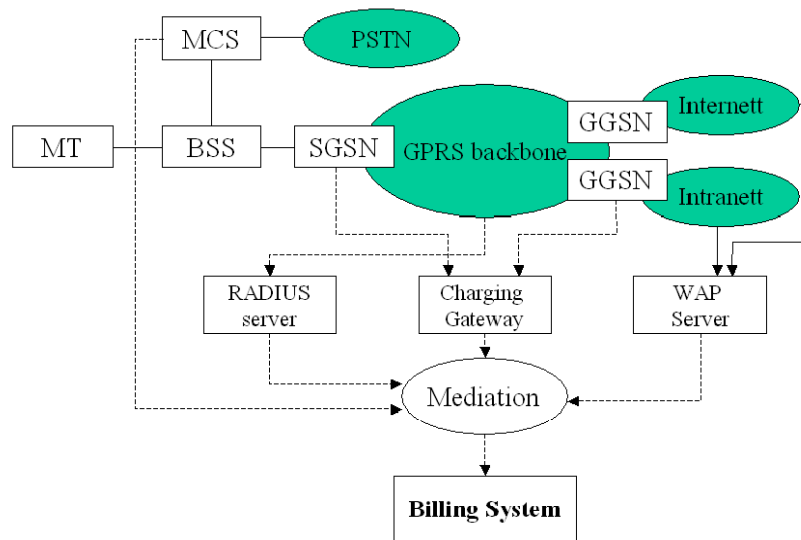 MCS
PSTN
Internett
GGSN
MT
BSS
SGSN
GPRS backbone
GGSN
Intranett
RADIUS
server
Charging
Gateway
WAP
Server
Mediation
Billing System